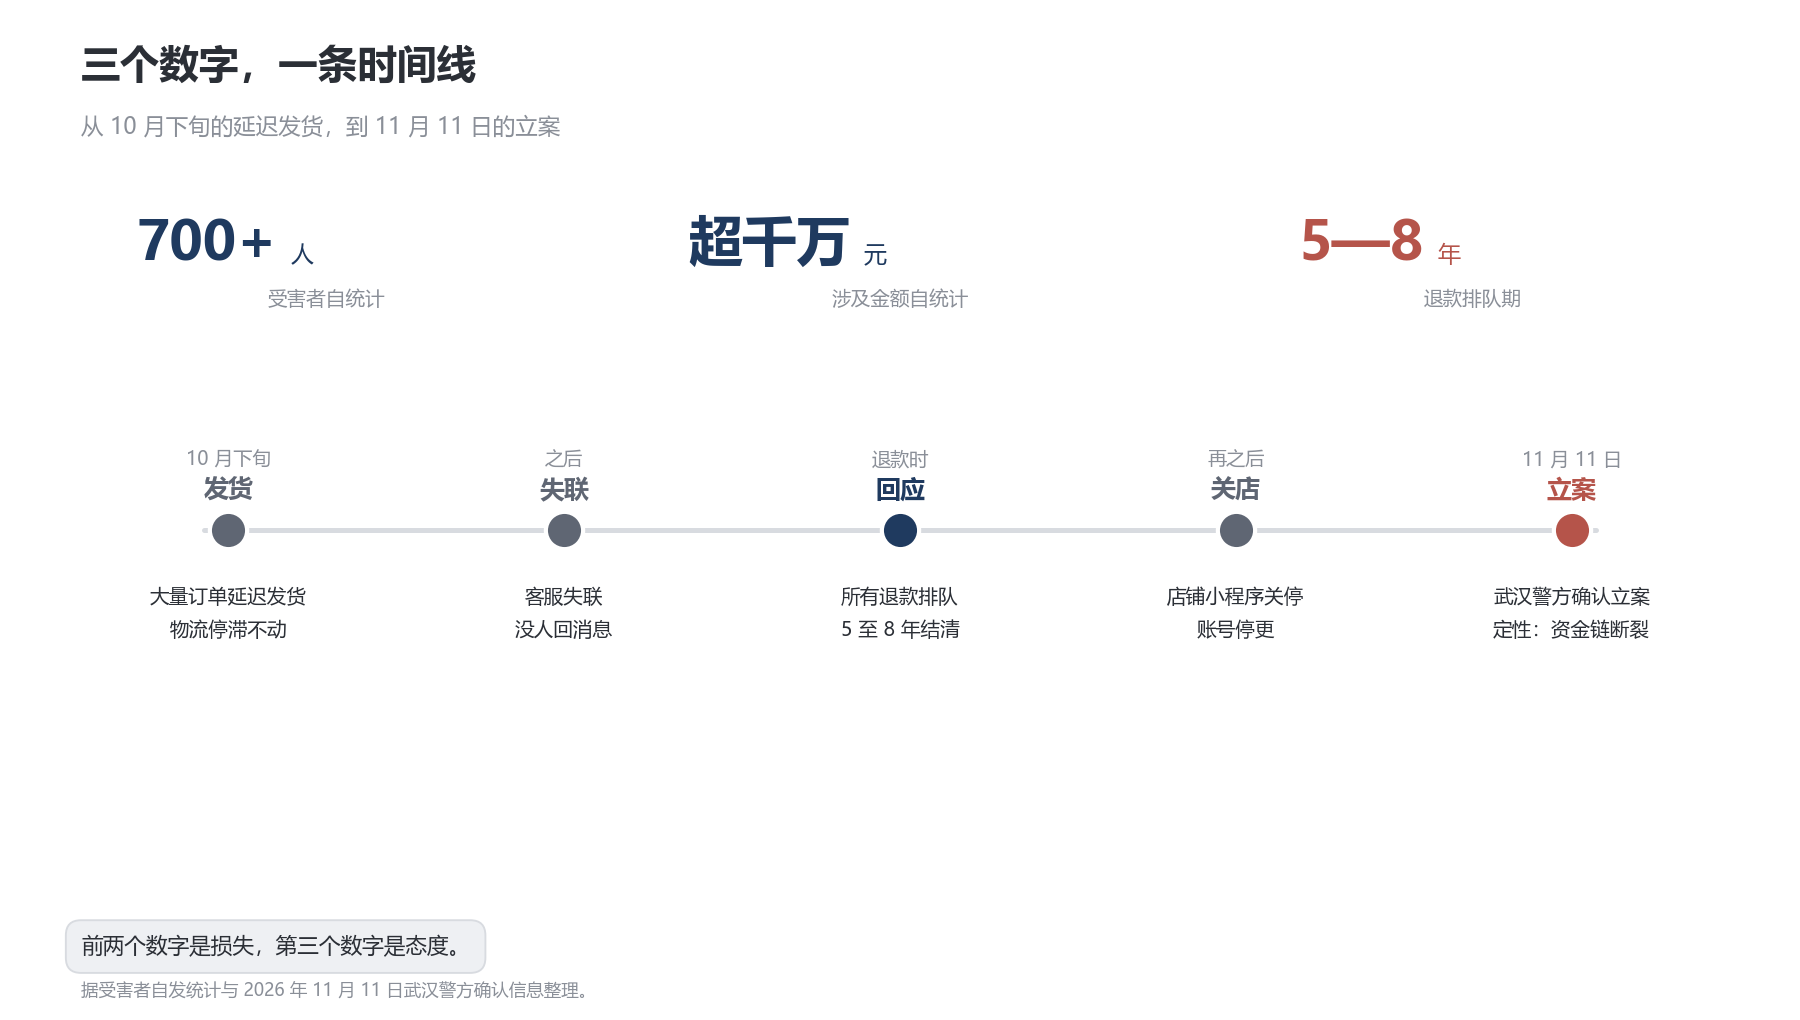 三个数字，一条时间线
从 10 月下旬的延迟发货，到 11 月 11 日的立案
700+ 人
受害者自统计
超千万 元
涉及金额自统计
5—8 年
退款排队期
10 月下旬
发货
大量订单延迟发货
物流停滞不动
之后
失联
客服失联
没人回消息
退款时
回应
所有退款排队
5 至 8 年结清
再之后
关店
店铺小程序关停
账号停更
11 月 11 日
立案
武汉警方确认立案
定性：资金链断裂
前两个数字是损失，第三个数字是态度。
据受害者自发统计与 2026 年 11 月 11 日武汉警方确认信息整理。